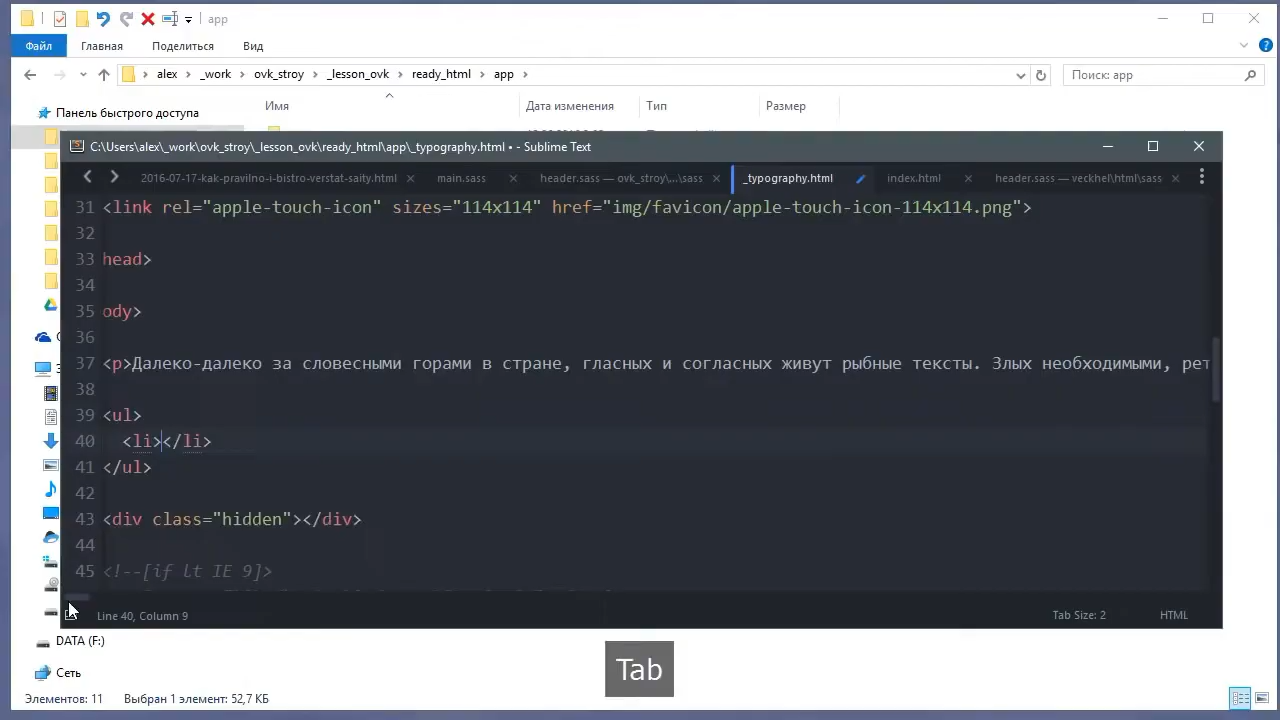 app
Файл Главная Поделиться Вид
alex _work ovk_stroy _lesson_ovk ready_html app Поиск: app
Панель быстрого доступа Имя Дата изменения Тип Размер
C:\Users\alex\_work\ovk_stroy\_lesson_ovk\ready_html\app\_typography.html • - Sublime Text
2016-07-17-kak-pravilno-i-bistro-verstat-saity.html main.sass header.sass — ovk_stroy\...\sass _typography.html index.html header.sass — veckhel\html\sass
31 <link rel="apple-touch-icon" sizes="114x114" href="img/favicon/apple-touch-icon-114x114.png">
32
33 head>
34
35 ody>
36
37 <p>Далеко-далеко за словесными горами в стране, гласных и согласных живут рыбные тексты. Злых необходимыми, рет
38
39 <ul>
40 <li></li>
41 </ul>
42
43 <div class="hidden"></div>
44
45 <!--[if lt IE 9]>
Line 40, Column 9 Tab Size: 2 HTML
DATA (F:)
Tab
Сеть
Элементов: 11 Выбран 1 элемент: 52,7 КБ